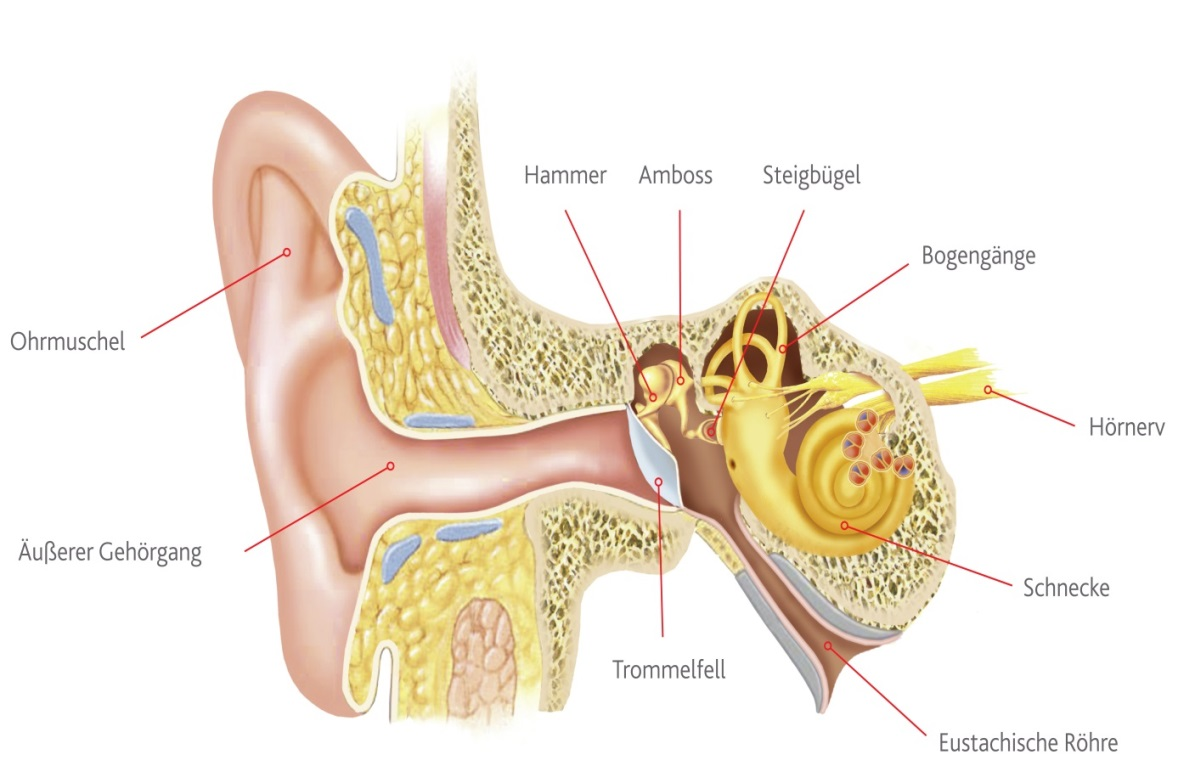 Hammer
Amboss
Steigbügel
Bogengänge
Ohrmuschel
Hörnerv
Äußerer Gehörgang
Schnecke
Trommelfell
Eustachische Röhre